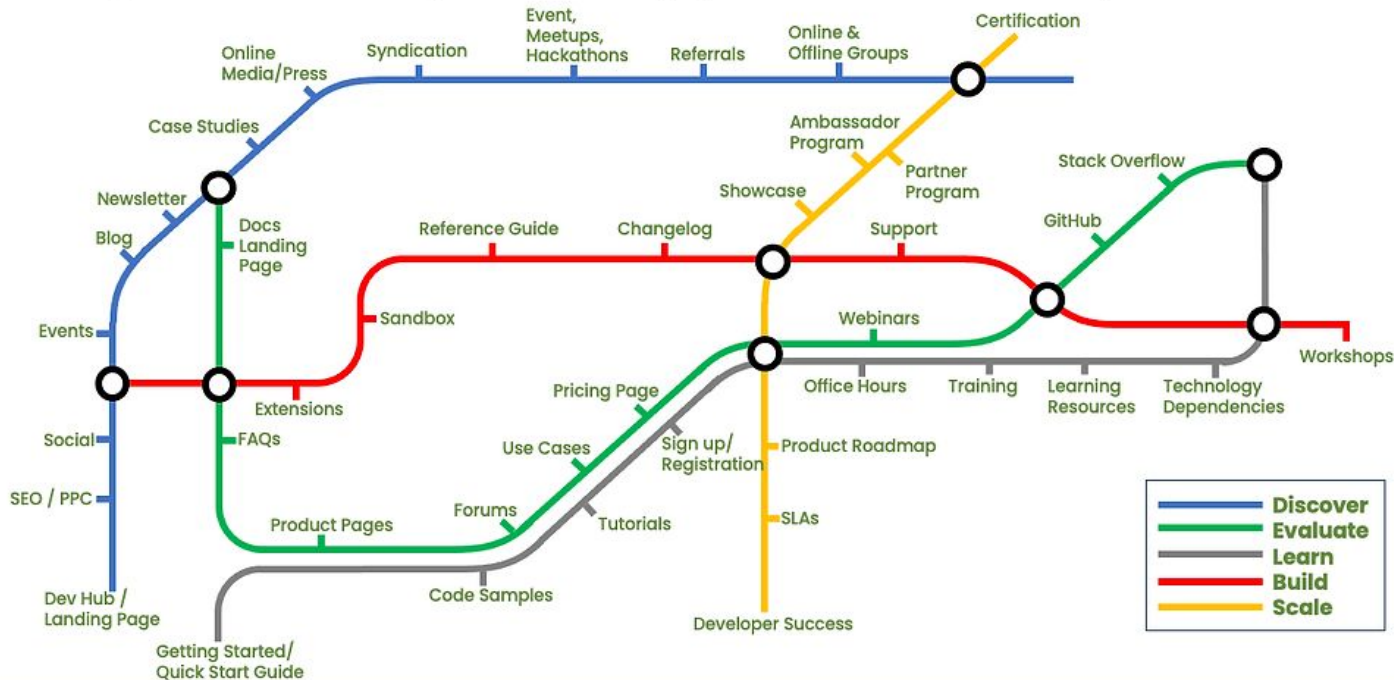 Certification
Event,
Meetups,
Hackathons
Online &
Offline Groups
Syndication
Referrals
Online
Media/Press
Case Studies
Ambassador
Program
Stack Overflow
Partner
Program
Newsletter
Showcase
Docs
Landing
Page
Blog
Reference Guide
Changelog
Support
GitHub
Events
Sandbox
Webinars
Workshops
Extensions
Pricing Page
Office Hours
Training
Learning
Resources
Technology
Dependencies
Social
FAQs
Use Cases
Sign up/
Registration
Product Roadmap
SEO / PPC
Forums
Product Pages
Tutorials
SLAs
Discover
Evaluate
Learn
Build
Scale
Dev Hub /
Landing Page
Code Samples
Developer Success
Getting Started/
Quick Start Guide